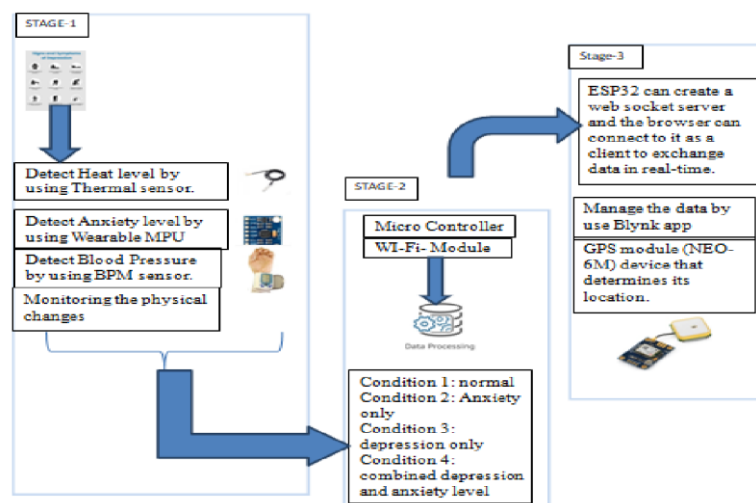 STAGE-1
Signs and Symptoms
Detect Heat level by
using Thermal sensor.
Detect Anxiety level by
using Wearable MPU
Detect Blood Pressure
by using BPM sensor.
Monitoring the physical
changes
STAGE-2
Micro Controller
WI-Fi- Module
Data Processing
Condition 1: normal
Condition 2: Anxiety
only
Condition 3:
depression only
Condition 4:
combined depression
and anxiety level
Stage-3
ESP32 can create a
web socket server
and the browser can
connect to it as a
client to exchange
data in real-time.
Manage the data by
use Blynk app
GPS module (NEO-
6M) device that
determines its
location.